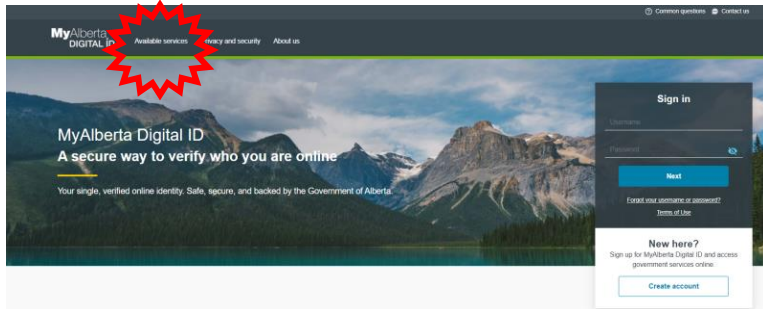 Common questions Contact us
MyAlberta
DIGITAL ID
Available services Privacy and security About us
Sign in
Username
Password
Next
Forgot your username or password?
Terms of Use
MyAlberta Digital ID
A secure way to verify who you are online
Your single, verified online identity. Safe, secure, and backed by the Government of Alberta.
New here?
Sign up for MyAlberta Digital ID and access
government services online
Create account